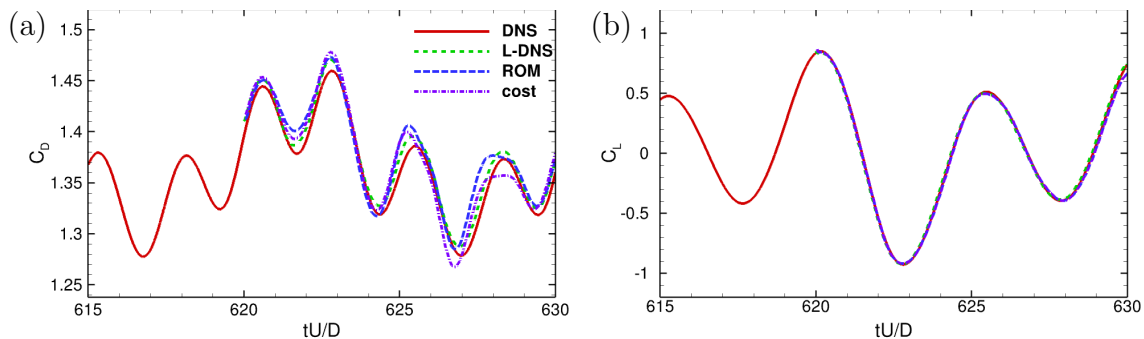 (a)
C_D
1.5
1.45
1.4
1.35
1.3
1.25
DNS
L-DNS
ROM
cost
615 620 625 630
tU/D
(b)
C_L
1
0.5
0
-0.5
-1
615 620 625 630
tU/D